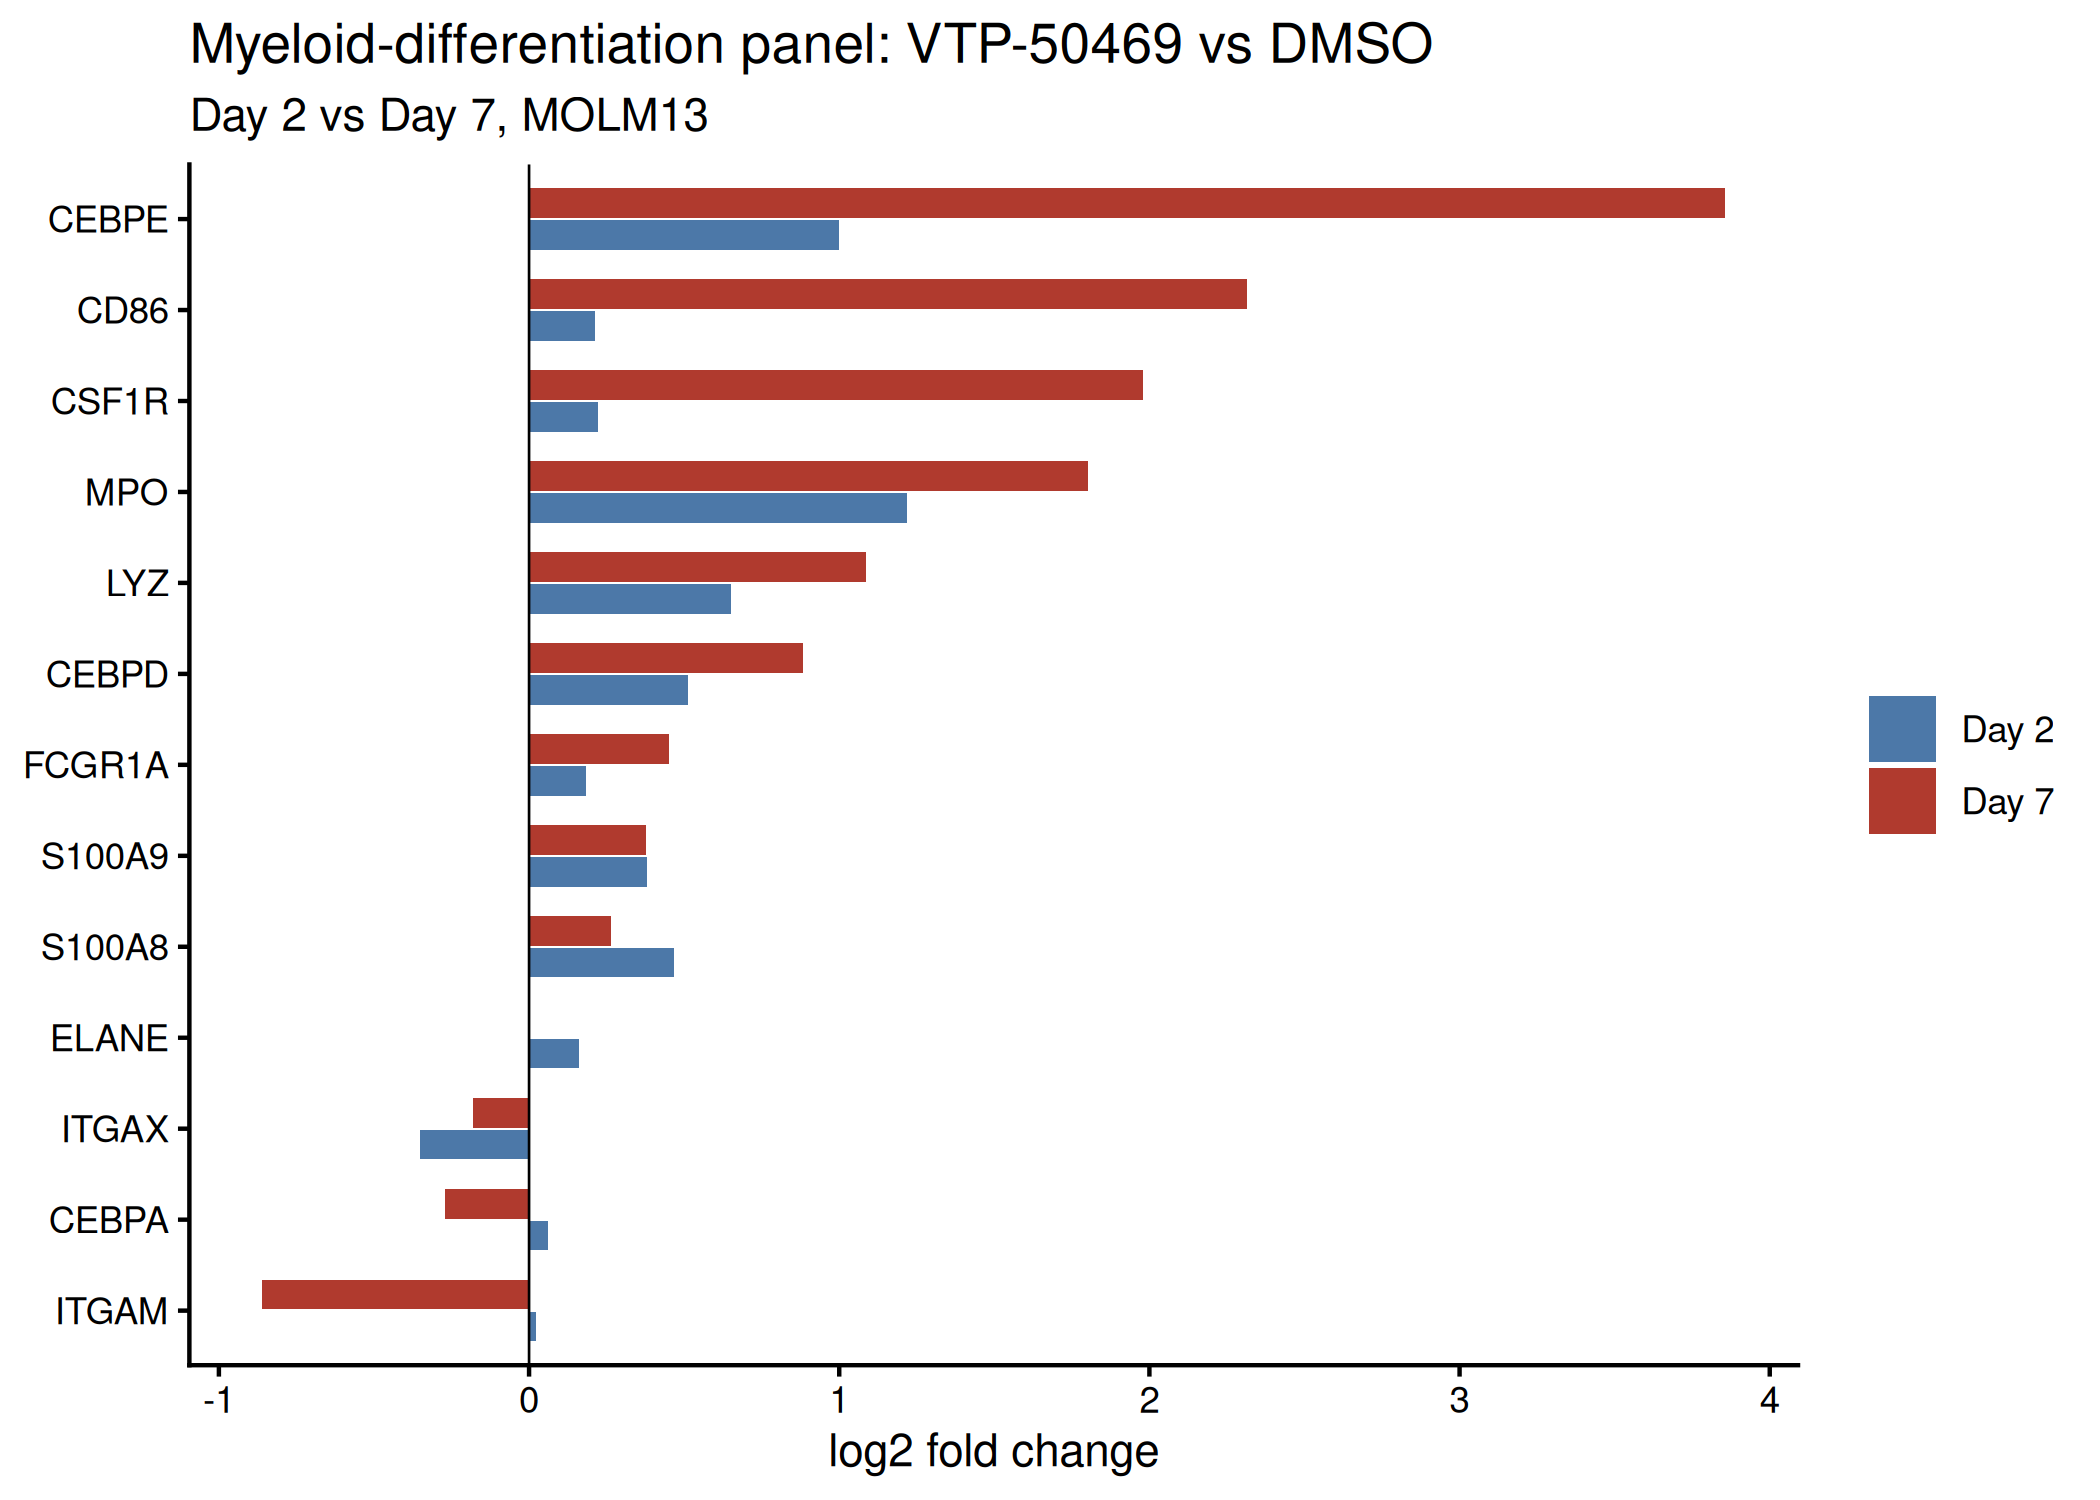 Myeloid-differentiation panel: VTP-50469 vs DMSO
Day 2 vs Day 7, MOLM13
CEBPE
CD86
CSF1R
MPO
LYZ
CEBPD
FCGR1A
S100A9
S100A8
ELANE
ITGAX
CEBPA
ITGAM
-1 0 1 2 3 4
log2 fold change
Day 2
Day 7